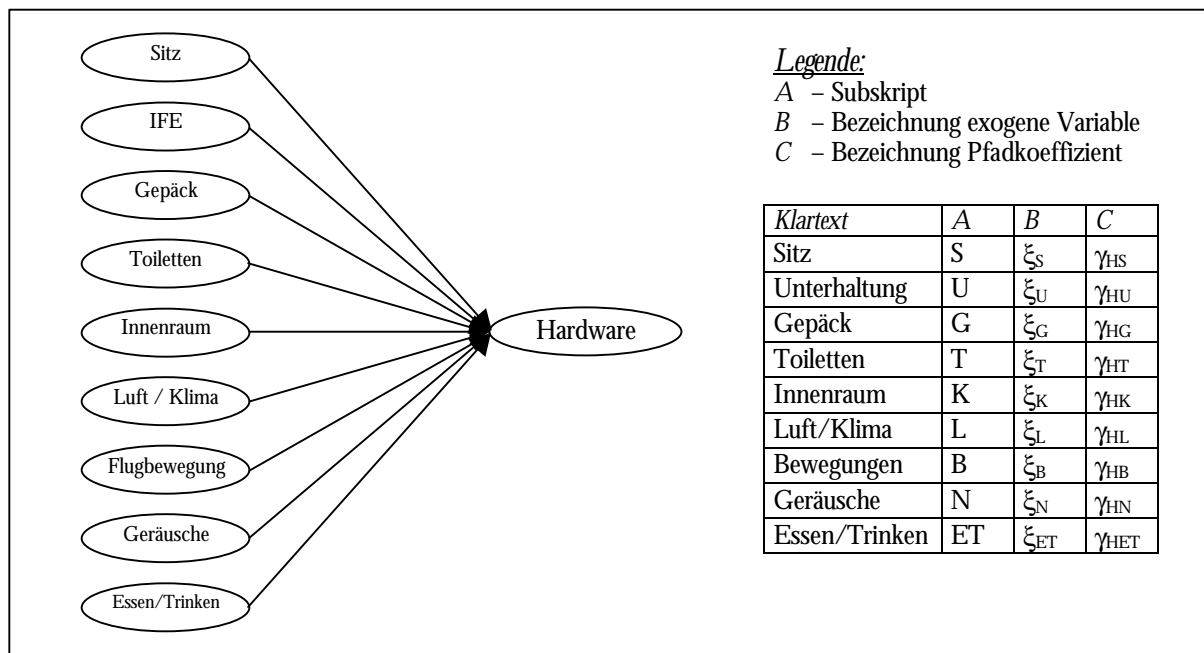 Sitz
IFE
Gepäck
Toiletten
Innenraum
Luft / Klima
Flugbewegung
Geräusche
Essen/Trinken
Hardware
Legende:
A – Subskript
B – Bezeichnung exogene Variable
C – Bezeichnung Pfadkoeffizient
Klartext A B C
Sitz S ξS γHS
Unterhaltung U ξU γHU
Gepäck G ξG γHG
Toiletten T ξT γHT
Innenraum K ξK γHK
Luft/Klima L ξL γHL
Bewegungen B ξB γHB
Geräusche N ξN γHN
Essen/Trinken ET ξET γHET